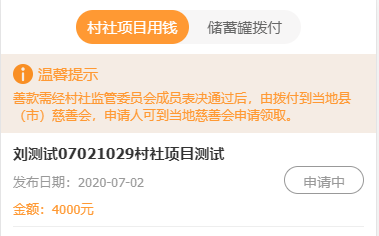 村社项目用钱 储蓄罐拨付
温馨提示
善款需经村社监管委员会成员表决通过后，由拨付到当地县
（市）慈善会，申请人可到当地慈善会申请领取。
刘测试07021029村社项目测试
发布日期：2020-07-02 申请中
金额：4000元